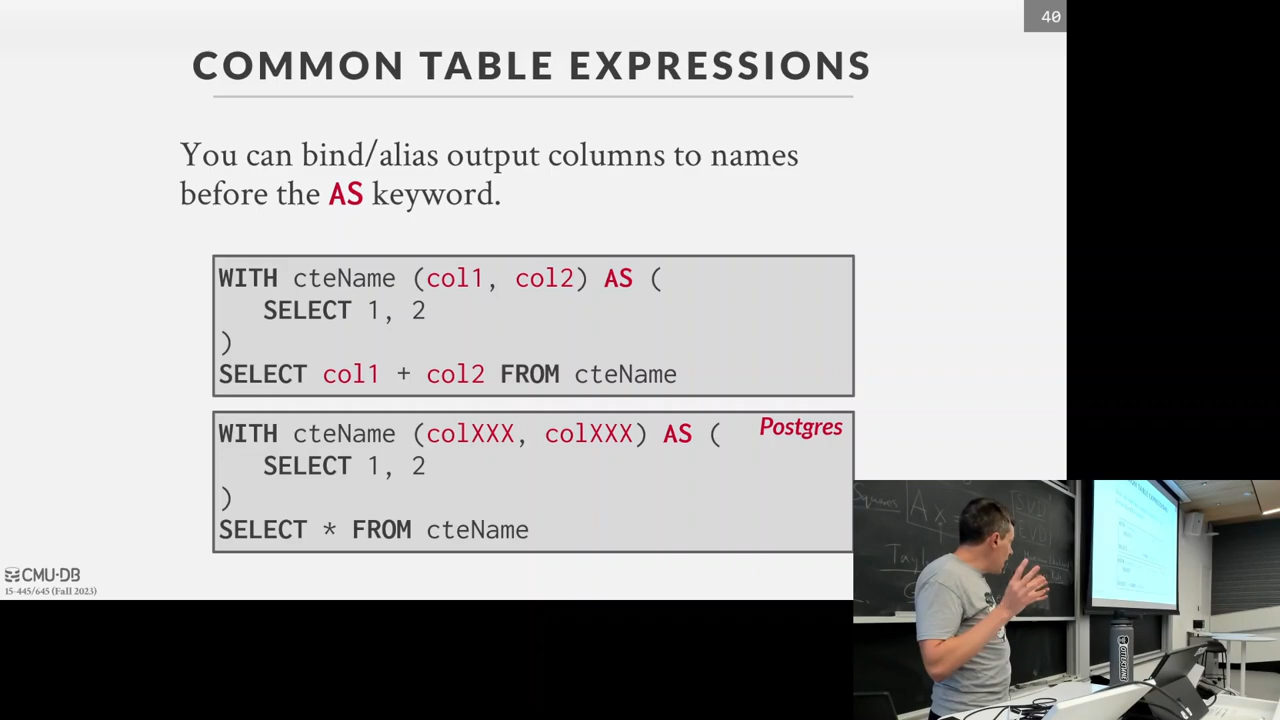 40
COMMON TABLE EXPRESSIONS
You can bind/alias output columns to names
before the AS keyword.
WITH cteName (col1, col2) AS (
SELECT 1, 2
)
SELECT col1 + col2 FROM cteName
WITH cteName (colXXX, colXXX) AS (
Postgres
SELECT 1, 2
)
SELECT * FROM cteName
CMU·DB
15-445/645 (Fall 2023)
Squares
A x =
SVD